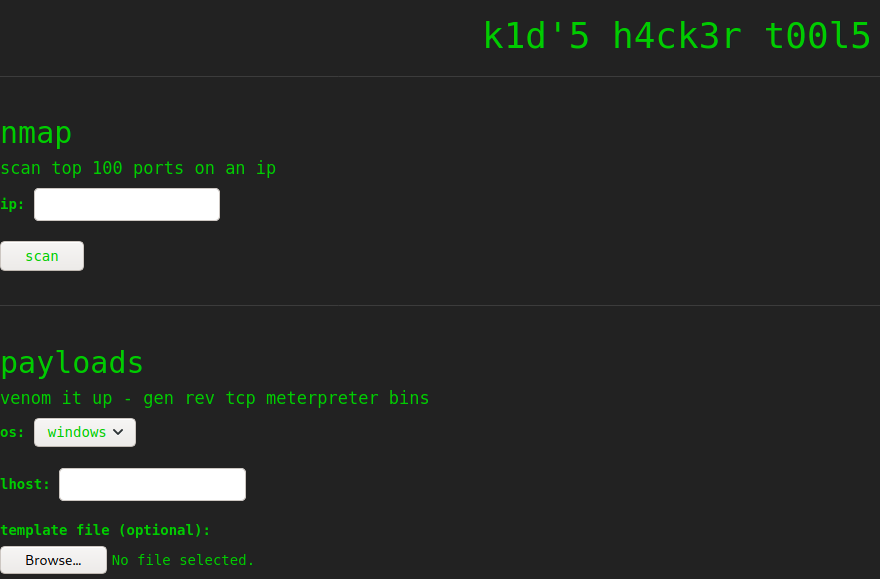 k1d'5 h4ck3r t00l5
nmap
scan top 100 ports on an ip
ip:
scan
payloads
venom it up - gen rev tcp meterpreter bins
os: windows
lhost:
template file (optional):
Browse... No file selected.